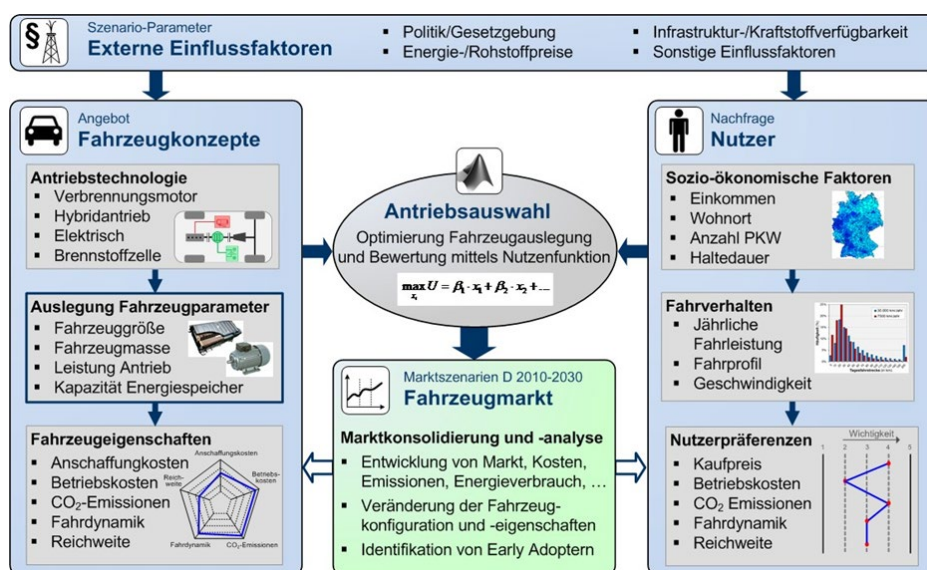 §
Szenario-Parameter
Externe Einflussfaktoren
▪ Politik/Gesetzgebung
▪ Energie-/Rohstoffpreise
▪ Infrastruktur-/Kraftstoffverfügbarkeit
▪ Sonstige Einflussfaktoren
Angebot
Fahrzeugkonzepte
Antriebstechnologie
▪ Verbrennungsmotor
▪ Hybridantrieb
▪ Elektrisch
▪ Brennstoffzelle
Auslegung Fahrzeugparameter
▪ Fahrzeuggröße
▪ Fahrzeugmasse
▪ Leistung Antrieb
▪ Kapazität Energiespeicher
Fahrzeugeigenschaften
▪ Anschaffungkosten
▪ Betriebskosten
▪ CO₂-Emissionen
▪ Fahrdynamik
▪ Reichweite
Anschaffungskosten
Betriebs-
kosten
CO₂-Emissionen
Fahrdynamik
Reich-
weite
Antriebsauswahl
Optimierung Fahrzeugauslegung
und Bewertung mittels Nutzenfunktion
max U = β₁ · x₁ + β₂ · x₂ + ...
xᵢ
Marktszenarien D 2010-2030
Fahrzeugmarkt
Marktkonsolidierung und -analyse
▪ Entwicklung von Markt, Kosten,
Emissionen, Energieverbrauch, …
▪ Veränderung der Fahrzeug-
konfiguration und -eigenschaften
▪ Identifikation von Early Adoptern
Nachfrage
Nutzer
Sozio-ökonomische Faktoren
▪ Einkommen
▪ Wohnort
▪ Anzahl PKW
▪ Haltedauer
Fahrverhalten
▪ Jährliche
Fahrleistung
▪ Fahrprofil
▪ Geschwindigkeit
Nutzerpräferenzen
▪ Kaufpreis
▪ Betriebskosten
▪ CO₂ Emissionen
▪ Fahrdynamik
▪ Reichweite
Wichtigkeit
1 2 3 4 5